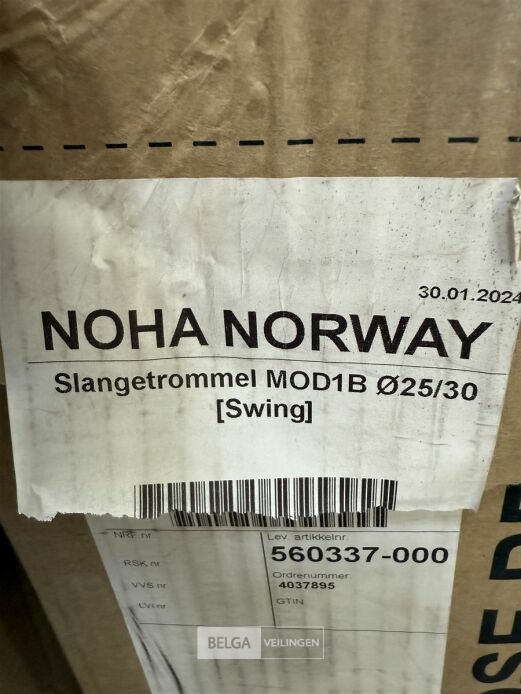 30.01.2024
NOHA NORWAY
Slangetrommel MOD1B Ø25/30
[Swing]
NRF nr
Lev. artikkelnr.
560337-000
RSK nr
Ordrenummer
4037895
VVS nr
GTIN
LVI nr
BELGA VEILINGEN